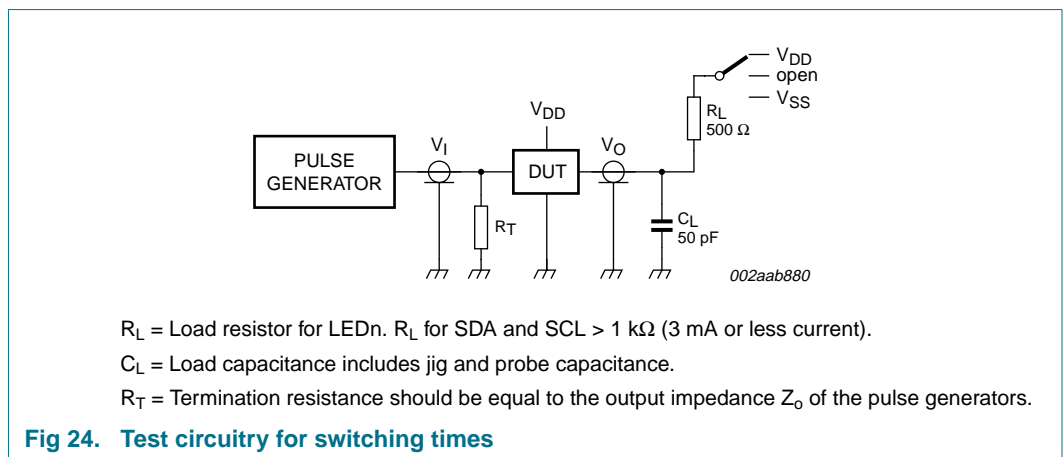 V_DD
open
V_SS
R_L
500 Ω
V_DD
V_I
V_O
PULSE
GENERATOR
DUT
R_T
C_L
50 pF
002aab880
R_L = Load resistor for LEDn. R_L for SDA and SCL > 1 kΩ (3 mA or less current).
C_L = Load capacitance includes jig and probe capacitance.
R_T = Termination resistance should be equal to the output impedance Z_o of the pulse generators.
Fig 24. Test circuitry for switching times